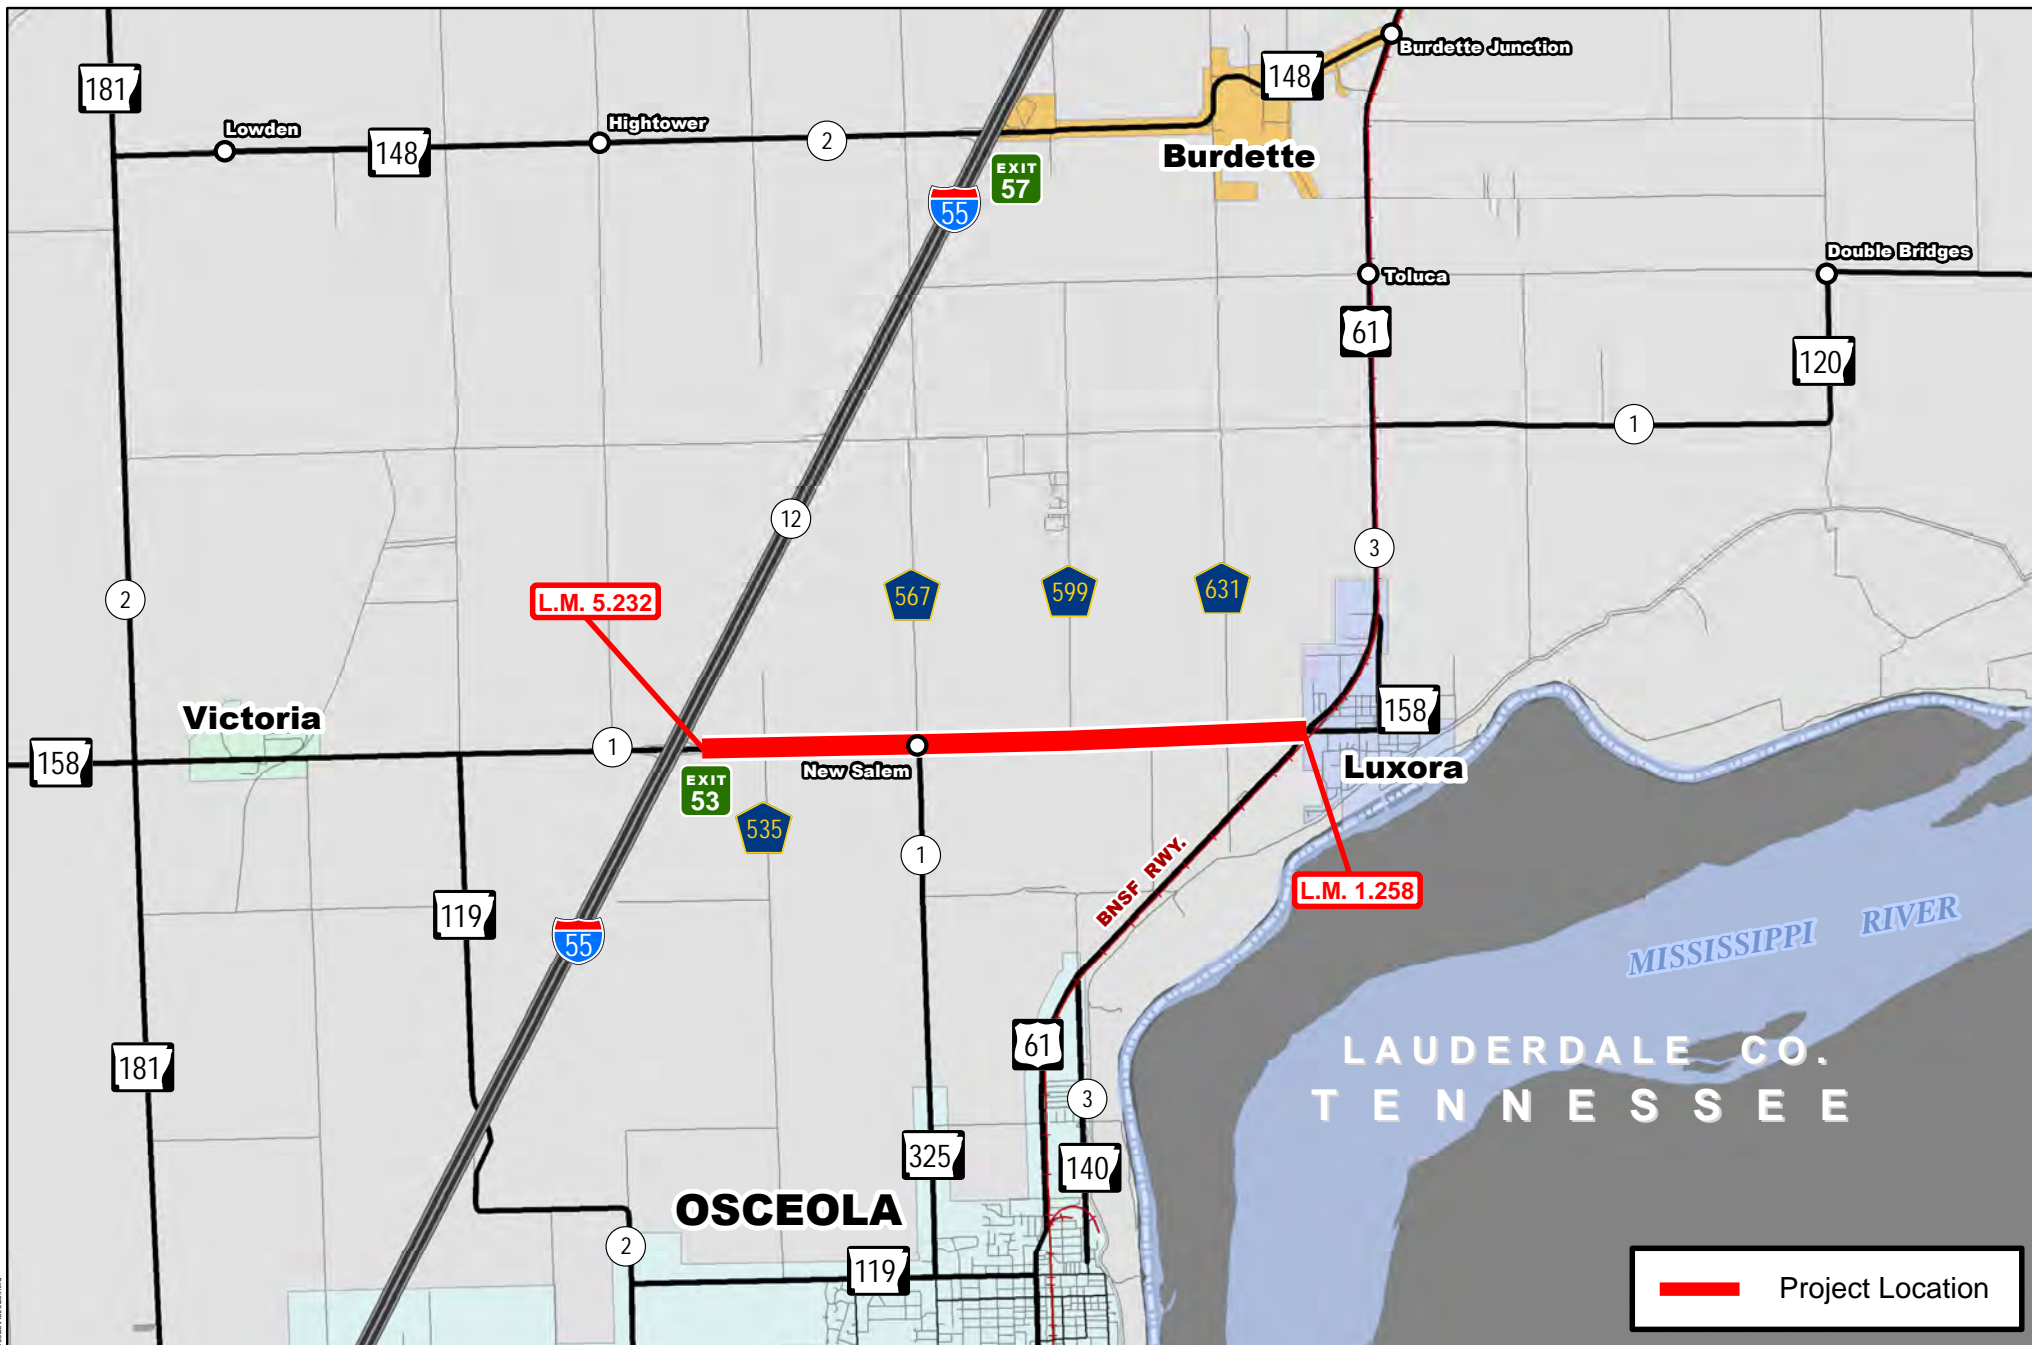 Burdette Junction
148
181
Lowden
Hightower
148
2
Burdette
EXIT
57
55
Double Bridges
Toluca
61
120
1
12
3
L.M. 5.232
567
599
631
2
Victoria
158
158
1
New Salem
Luxora
EXIT
53
535
1
BNSF RWY.
L.M. 1.258
119
55
MISSISSIPPI RIVER
61
LAUDERDALE CO.
TENNESSEE
181
3
325
140
OSCEOLA
2
119
Project Location